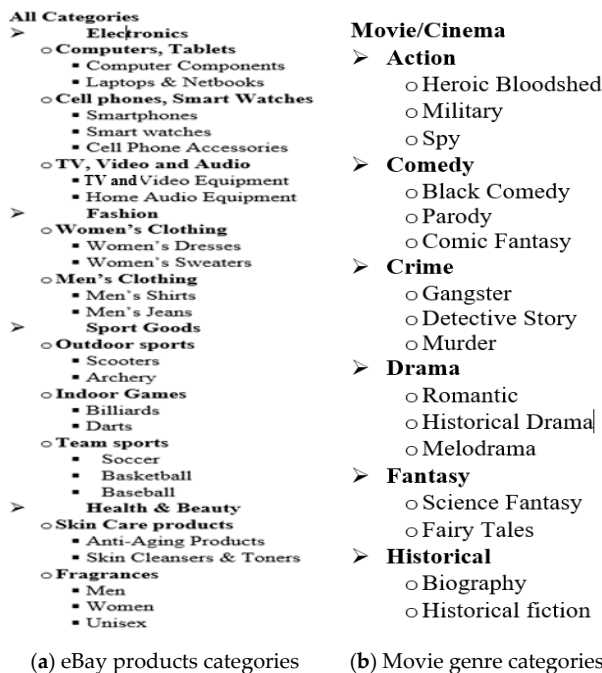 All Categories
➢ Electronics
o Computers, Tablets
▪ Computer Components
▪ Laptops & Netbooks
o Cell phones, Smart Watches
▪ Smartphones
▪ Smart watches
▪ Cell Phone Accessories
o TV, Video and Audio
▪ TV and Video Equipment
▪ Home Audio Equipment
➢ Fashion
o Women's Clothing
▪ Women's Dresses
▪ Women's Sweaters
o Men's Clothing
▪ Men's Shirts
▪ Men's Jeans
➢ Sport Goods
o Outdoor sports
▪ Scooters
▪ Archery
o Indoor Games
▪ Billiards
▪ Darts
o Team sports
▪ Soccer
▪ Basketball
▪ Baseball
➢ Health & Beauty
o Skin Care products
▪ Anti-Aging Products
▪ Skin Cleansers & Toners
o Fragrances
▪ Men
▪ Women
▪ Unisex
(a) eBay products categories
Movie/Cinema
➢ Action
o Heroic Bloodshed
o Military
o Spy
➢ Comedy
o Black Comedy
o Parody
o Comic Fantasy
➢ Crime
o Gangster
o Detective Story
o Murder
➢ Drama
o Romantic
o Historical Drama
o Melodrama
➢ Fantasy
o Science Fantasy
o Fairy Tales
➢ Historical
o Biography
o Historical fiction
(b) Movie genre categories